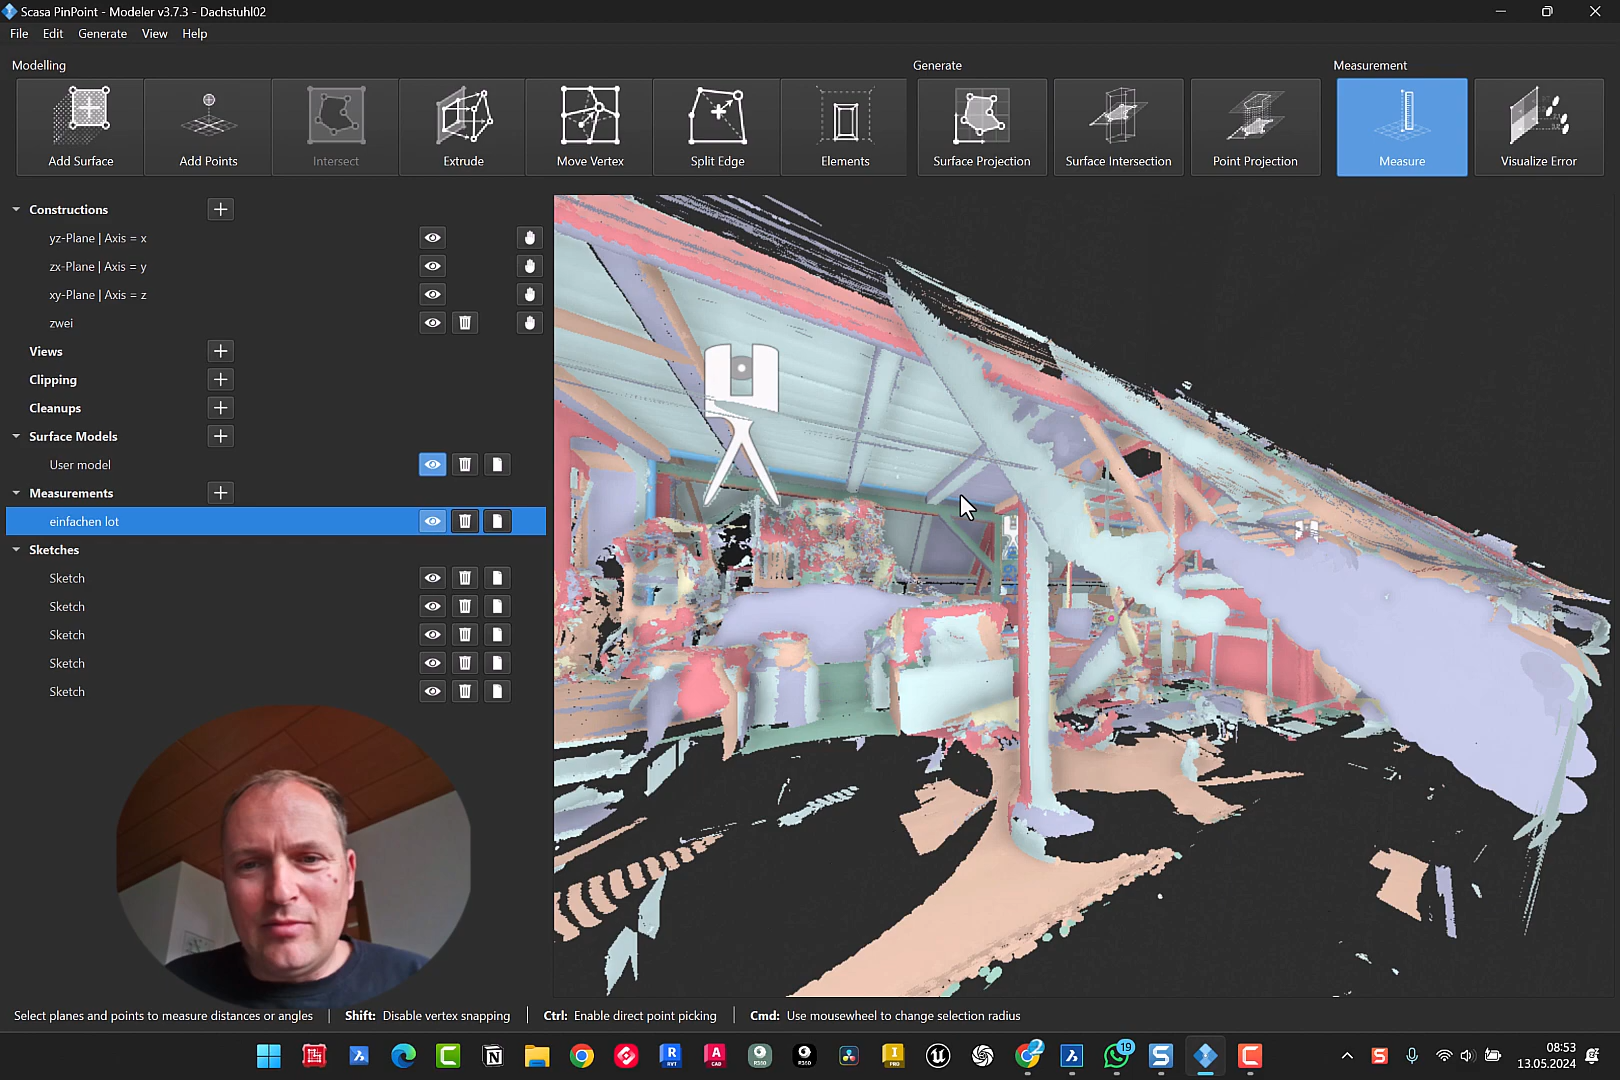 Scasa PinPoint - Modeler v3.7.3 - Dachstuhl02
File Edit Generate View Help
Modelling Generate Measurement
Add Surface Add Points Intersect Extrude Move Vertex Split Edge Elements Surface Projection Surface Intersection Point Projection Measure Visualize Error
Constructions
yz-Plane | Axis = x
zx-Plane | Axis = y
xy-Plane | Axis = z
zwei
Views
Clipping
Cleanups
Surface Models
User model
Measurements
einfachen lot
Sketches
Sketch
Sketch
Sketch
Sketch
Sketch
Select planes and points to measure distances or angles | Shift: Disable vertex snapping | Ctrl: Enable direct point picking | Cmd: Use mousewheel to change selection radius
08:53
13.05.2024